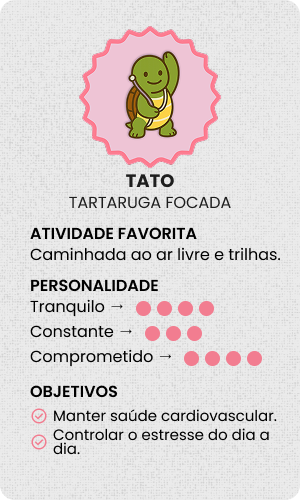 TATO
TARTARUGA FOCADA
ATIVIDADE FAVORITA
Caminhada ao ar livre e trilhas.
PERSONALIDADE
Tranquilo →
Constante →
Comprometido →
OBJETIVOS
Manter saúde cardiovascular.
Controlar o estresse do dia a
dia.